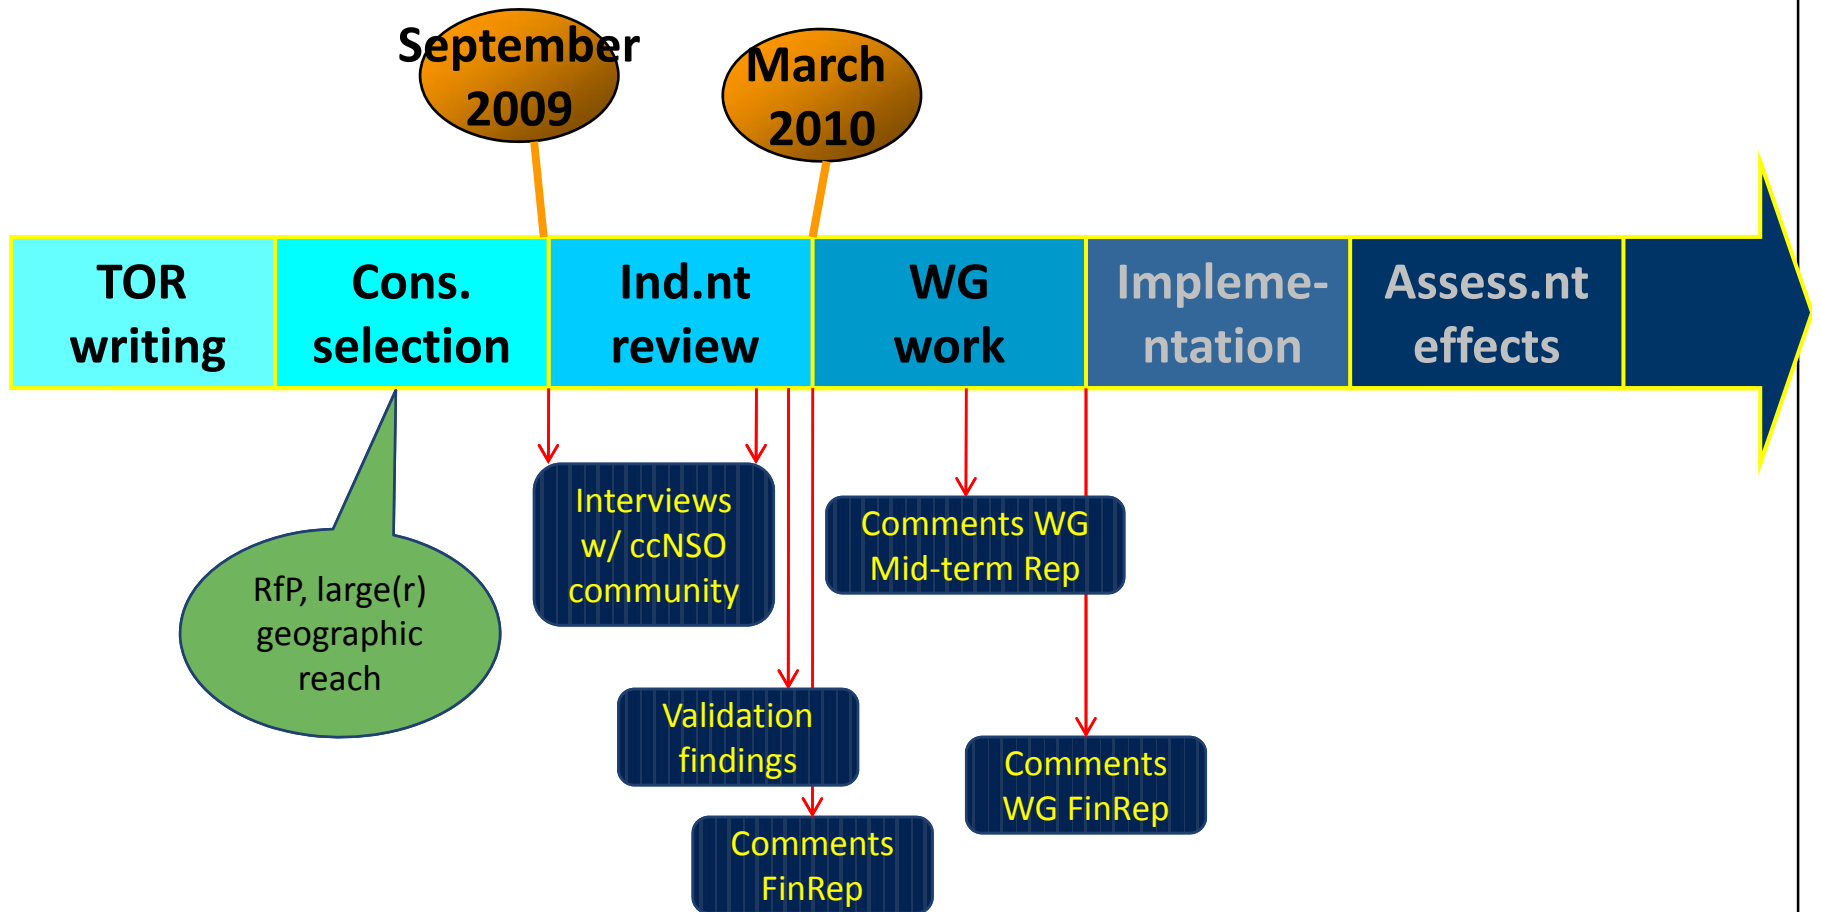 September
2009
March
2010
TOR
writing
Cons.
selection
Ind.nt
review
WG
work
Impleme-
ntation
Assess.nt
effects
Interviews
w/ ccNSO
community
Comments WG
Mid-term Rep
RfP, large(r)
geographic
reach
Validation
findings
Comments
WG FinRep
Comments
FinRep